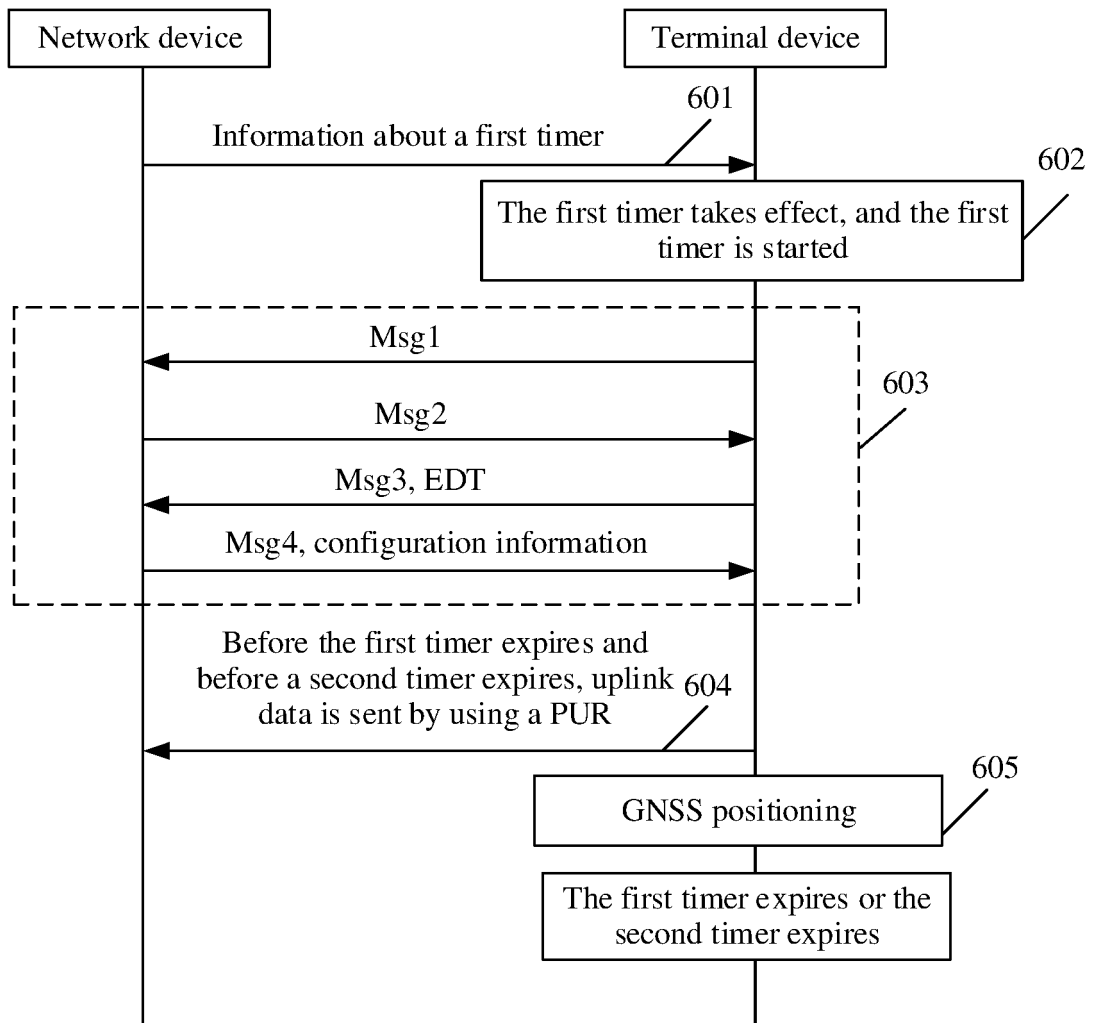 Network device
Terminal device
601
Information about a first timer
602
The first timer takes effect, and the first
timer is started
Msg1
603
Msg2
Msg3, EDT
Msg4, configuration information
Before the first timer expires and
before a second timer expires, uplink
604
data is sent by using a PUR
605
GNSS positioning
The first timer expires or the
second timer expires